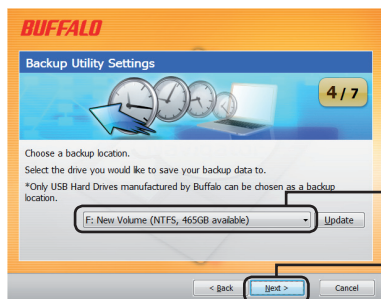 BUFFALO
Backup Utility Settings
4 / 7
Choose a backup location.
Select the drive you would like to save your backup data to.
*Only USB Hard Drives manufactured by Buffalo can be chosen as a backup
location.
F: New Volume (NTFS, 465GB available)
Update
< Back
Next >
Cancel